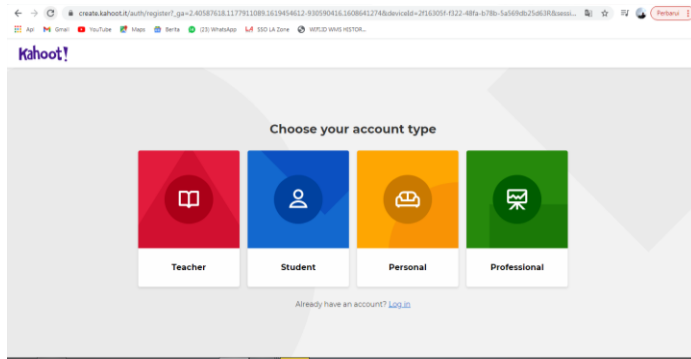 create.kahoot.it/auth/register?_ga=2.40587618.1177911089.1619454612-930590416.1608641274&deviceId=2f16305f-f322-48fa-b78b-5a569db25d63R&sessi...
Perbarui
Apl Gmail YouTube Maps Berita (23) WhatsApp SSO LA Zone
Kahoot!
Choose your account type
Teacher Student Personal Professional
Already have an account? Log in